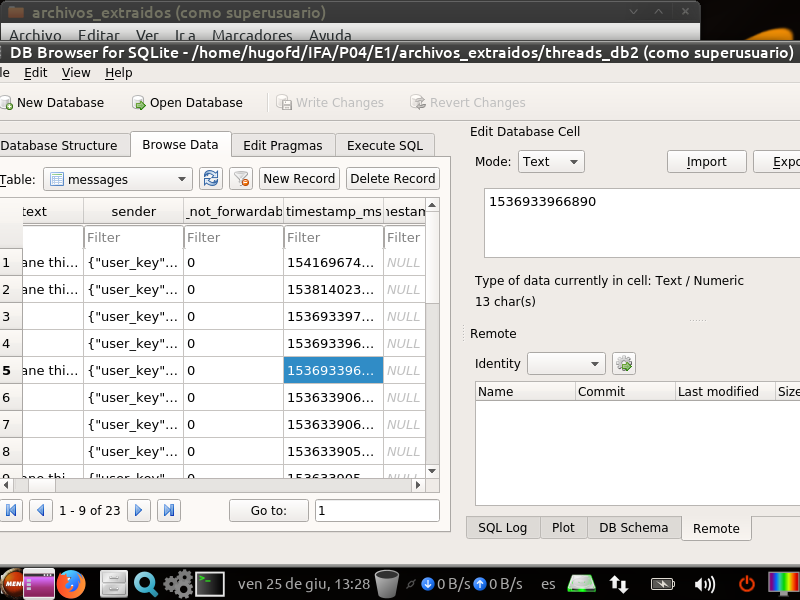 archivos_extraidos (como superusuario)
Archivo Editar Ver Ir a Marcadores Ayuda
DB Browser for SQLite - /home/hugofd/IFA/P04/E1/archivos_extraidos/threads_db2 (como superusuario)
le Edit View Help
New Database Open Database Write Changes Revert Changes
Database Structure Browse Data Edit Pragmas Execute SQL
Table: messages New Record Delete Record
text sender _not_forwardab timestamp_ms nestam
Filter Filter Filter Filter
1 ane thi... {"user_key"... 0 154169674... NULL
2 ane thi... {"user_key"... 0 153814023... NULL
3 {"user_key"... 0 153693397... NULL
4 {"user_key"... 0 153693396... NULL
5 ane thi... {"user_key"... 0 153693396... NULL
6 {"user_key"... 0 153633906... NULL
7 {"user_key"... 0 153633906... NULL
8 {"user_key"... 0 153633905... NULL
9 ane thi... {"user_key"... 0 153633905... NULL
1 - 9 of 23 Go to: 1
Edit Database Cell
Mode: Text Import Expo
1536933966890
Type of data currently in cell: Text / Numeric
13 char(s)
Remote
Identity
Name Commit Last modified Size
SQL Log Plot DB Schema Remote
MENU ven 25 de giu, 13:28 0 B/s 0 B/s es